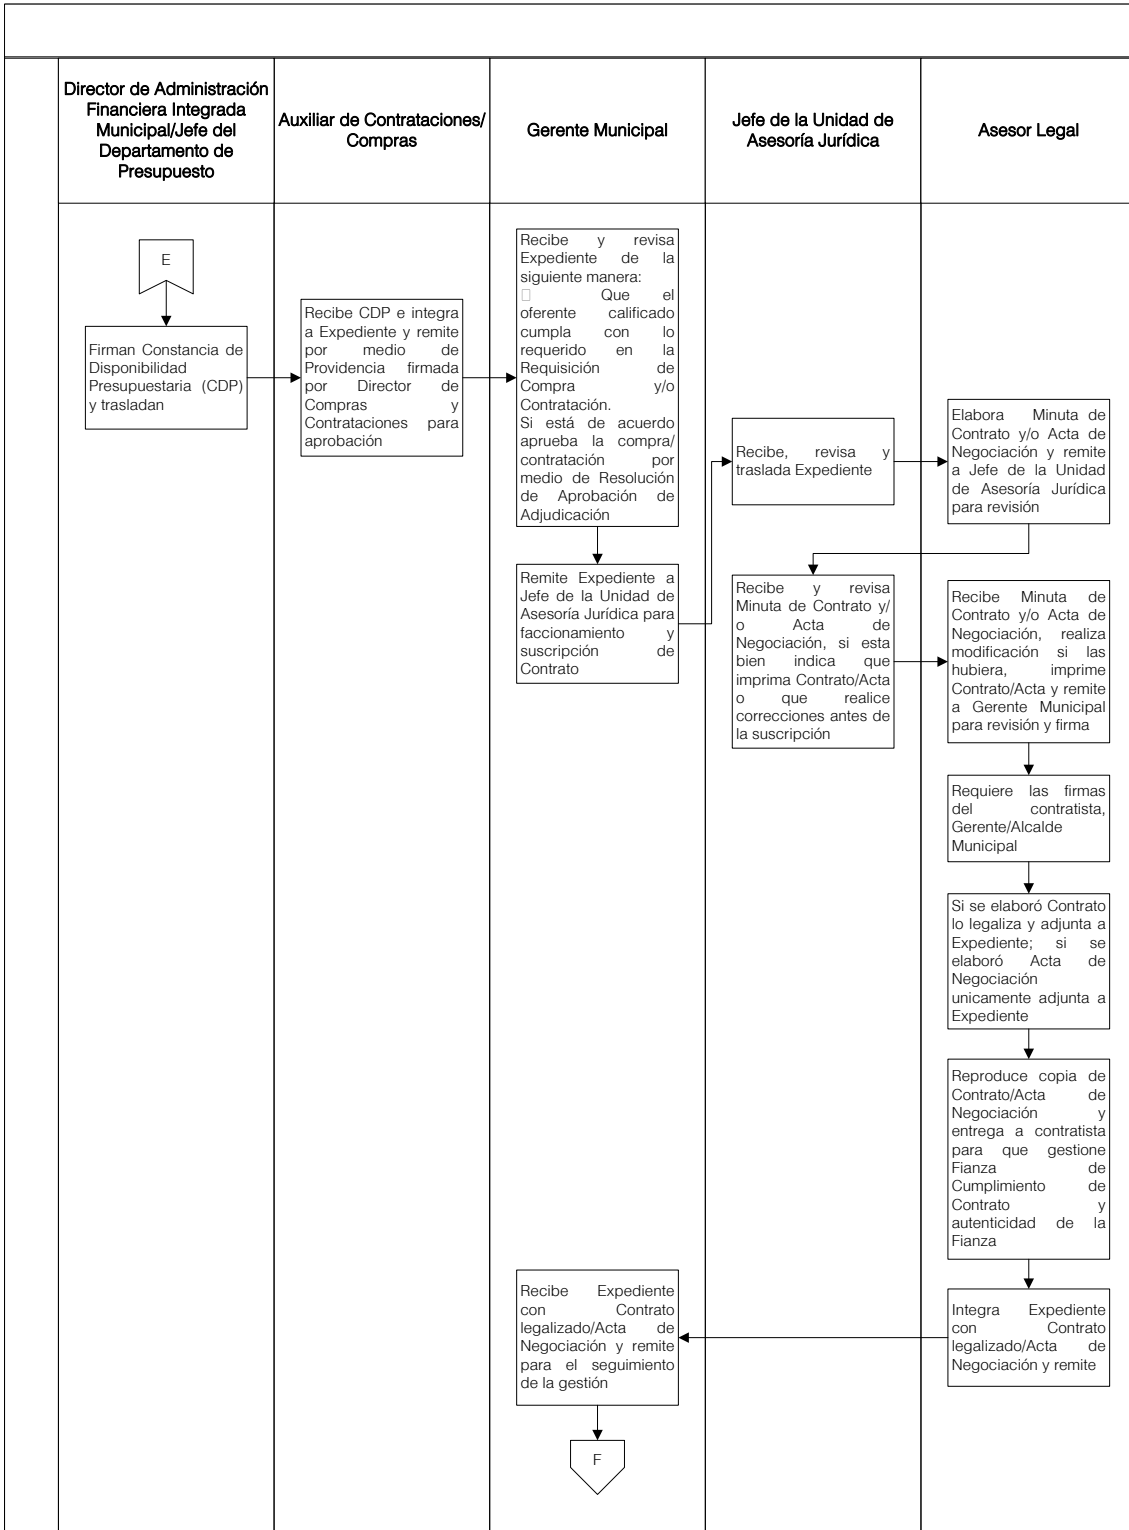 Director de Administración
Financiera Integrada
Municipal/Jefe del
Departamento de
Presupuesto
Auxiliar de Contrataciones/
Compras
Gerente Municipal
Jefe de la Unidad de
Asesoría Jurídica
Asesor Legal
E
Firman Constancia de
Disponibilidad
Presupuestaria (CDP)
y trasladan
Recibe CDP e integra
a Expediente y remite
por medio de
Providencia firmada
por Director de
Compras y
Contrataciones para
aprobación
Recibe y revisa
Expediente de la
siguiente manera:
Que el
oferente calificado
cumpla con lo
requerido en la
Requisición de
Compra y/o
Contratación.
Si está de acuerdo
aprueba la compra/
contratación por
medio de Resolución
de Aprobación de
Adjudicación
Remite Expediente a
Jefe de la Unidad de
Asesoría Jurídica para
faccionamiento y
suscripción de
Contrato
Recibe, revisa y
traslada Expediente
Elabora Minuta de
Contrato y/o Acta de
Negociación y remite
a Jefe de la Unidad
de Asesoría Jurídica
para revisión
Recibe y revisa
Minuta de Contrato y/
o Acta de
Negociación, si esta
bien indica que
imprima Contrato/Acta
o que realice
correcciones antes de
la suscripción
Recibe Minuta de
Contrato y/o Acta de
Negociación, realiza
modificación si las
hubiera, imprime
Contrato/Acta y remite
a Gerente Municipal
para revisión y firma
Requiere las firmas
del contratista,
Gerente/Alcalde
Municipal
Si se elaboró Contrato
lo legaliza y adjunta a
Expediente; si se
elaboró Acta de
Negociación
unicamente adjunta a
Expediente
Reproduce copia de
Contrato/Acta de
Negociación y
entrega a contratista
para que gestione
Fianza de
Cumplimiento de
Contrato y
autenticidad de la
Fianza
Integra Expediente
con Contrato
legalizado/Acta de
Negociación y remite
Recibe Expediente
con Contrato
legalizado/Acta de
Negociación y remite
para el seguimiento
de la gestión
F